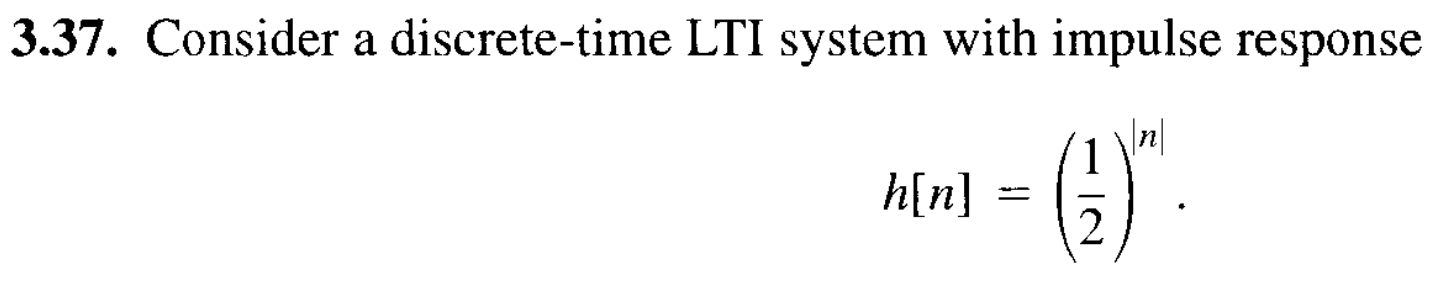 3.37. Consider a discrete-time LTI system with impulse response
h[n] = (1/2)^|n|.